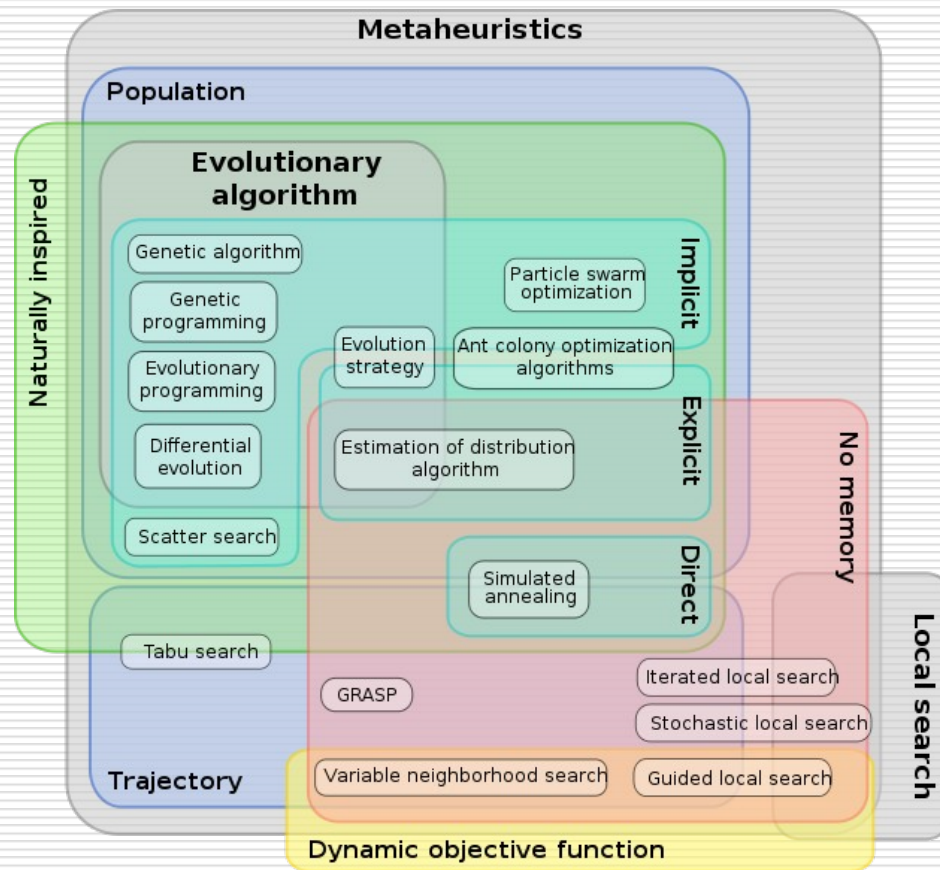 Metaheuristics
Population
Naturally inspired
Evolutionary
algorithm
Genetic algorithm
Implicit
Particle swarm
optimization
Genetic
programming
Evolution
strategy
Ant colony optimization
algorithms
Evolutionary
programming
Explicit
Differential
evolution
Estimation of distribution
algorithm
No memory
Scatter search
Direct
Simulated
annealing
Local search
Tabu search
GRASP
Iterated local search
Stochastic local search
Trajectory
Variable neighborhood search
Guided local search
Dynamic objective function